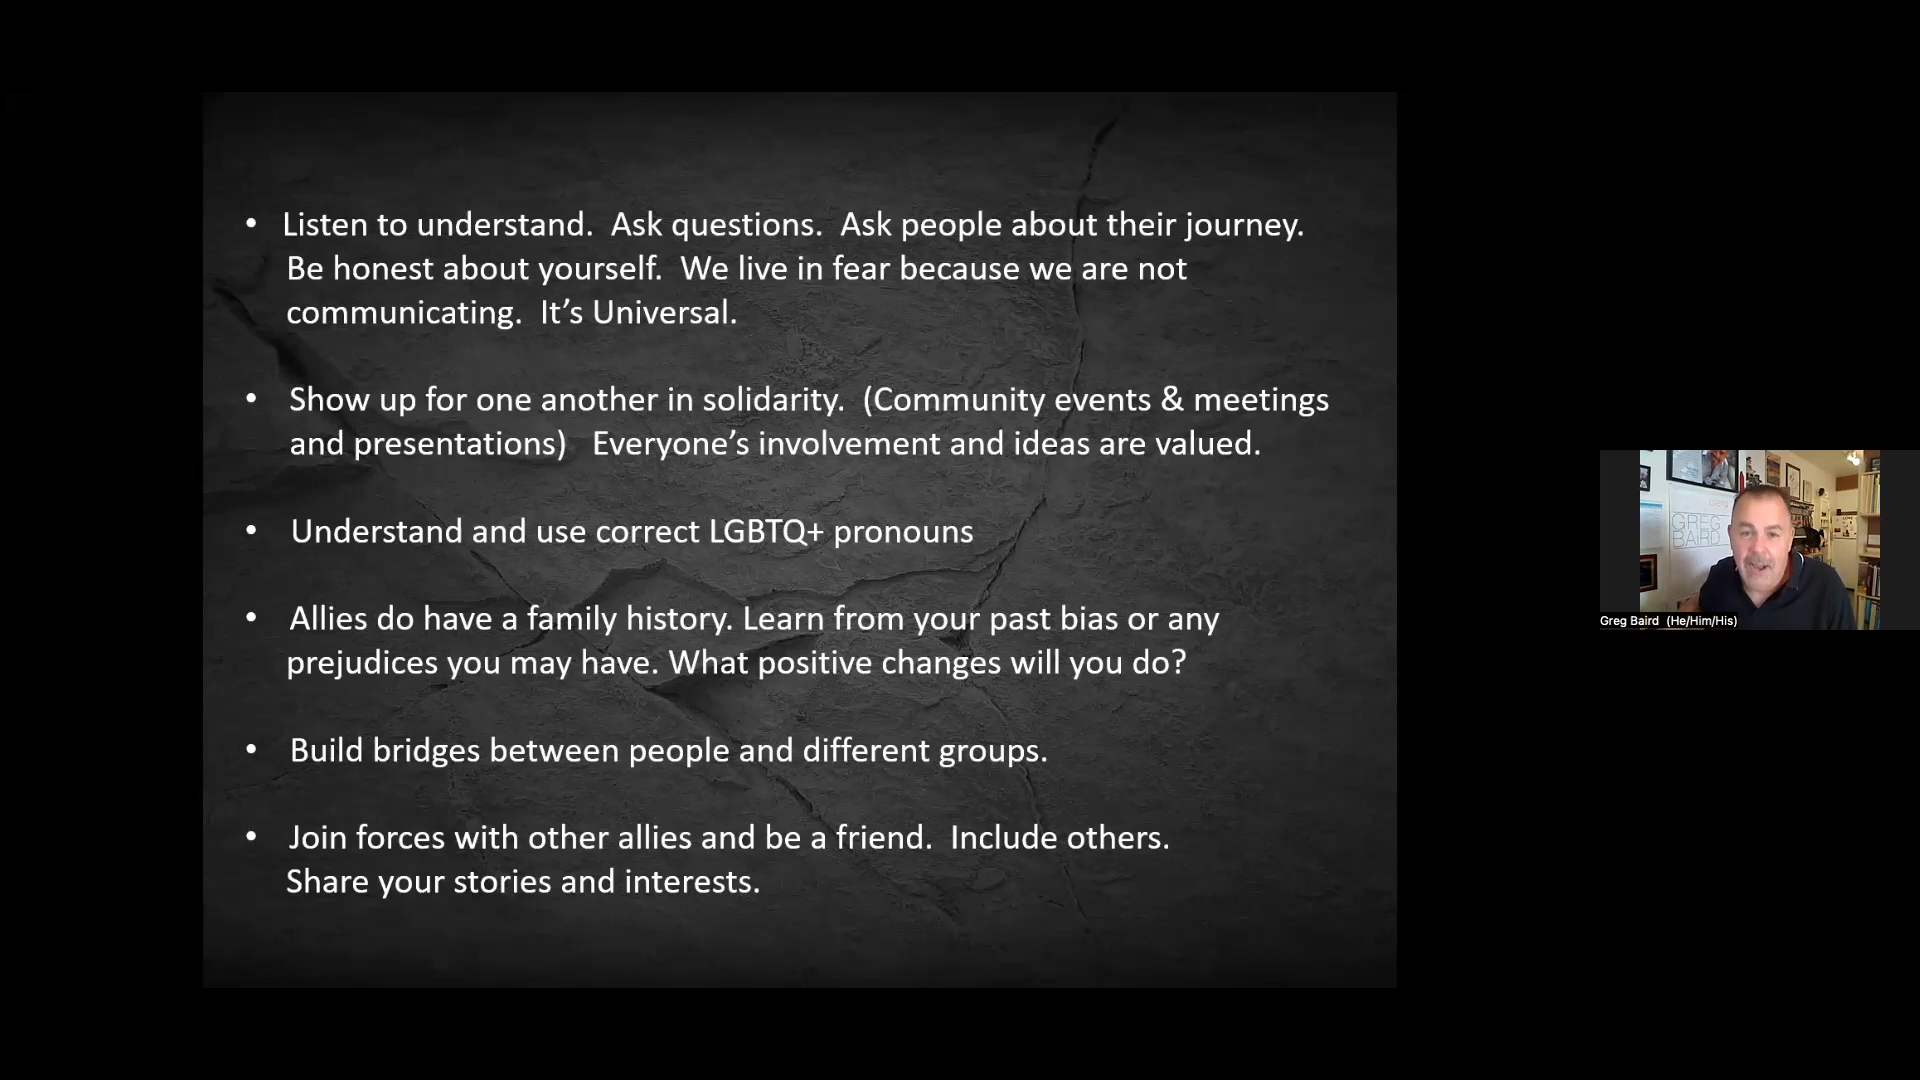 • Listen to understand.  Ask questions.  Ask people about their journey.
Be honest about yourself.  We live in fear because we are not
communicating.  It’s Universal.
• Show up for one another in solidarity.  (Community events & meetings
and presentations)   Everyone’s involvement and ideas are valued.
• Understand and use correct LGBTQ+ pronouns
• Allies do have a family history. Learn from your past bias or any
prejudices you may have. What positive changes will you do?
• Build bridges between people and different groups.
• Join forces with other allies and be a friend.  Include others.
Share your stories and interests.
GREG
BAIRD
Greg Baird  (He/Him/His)